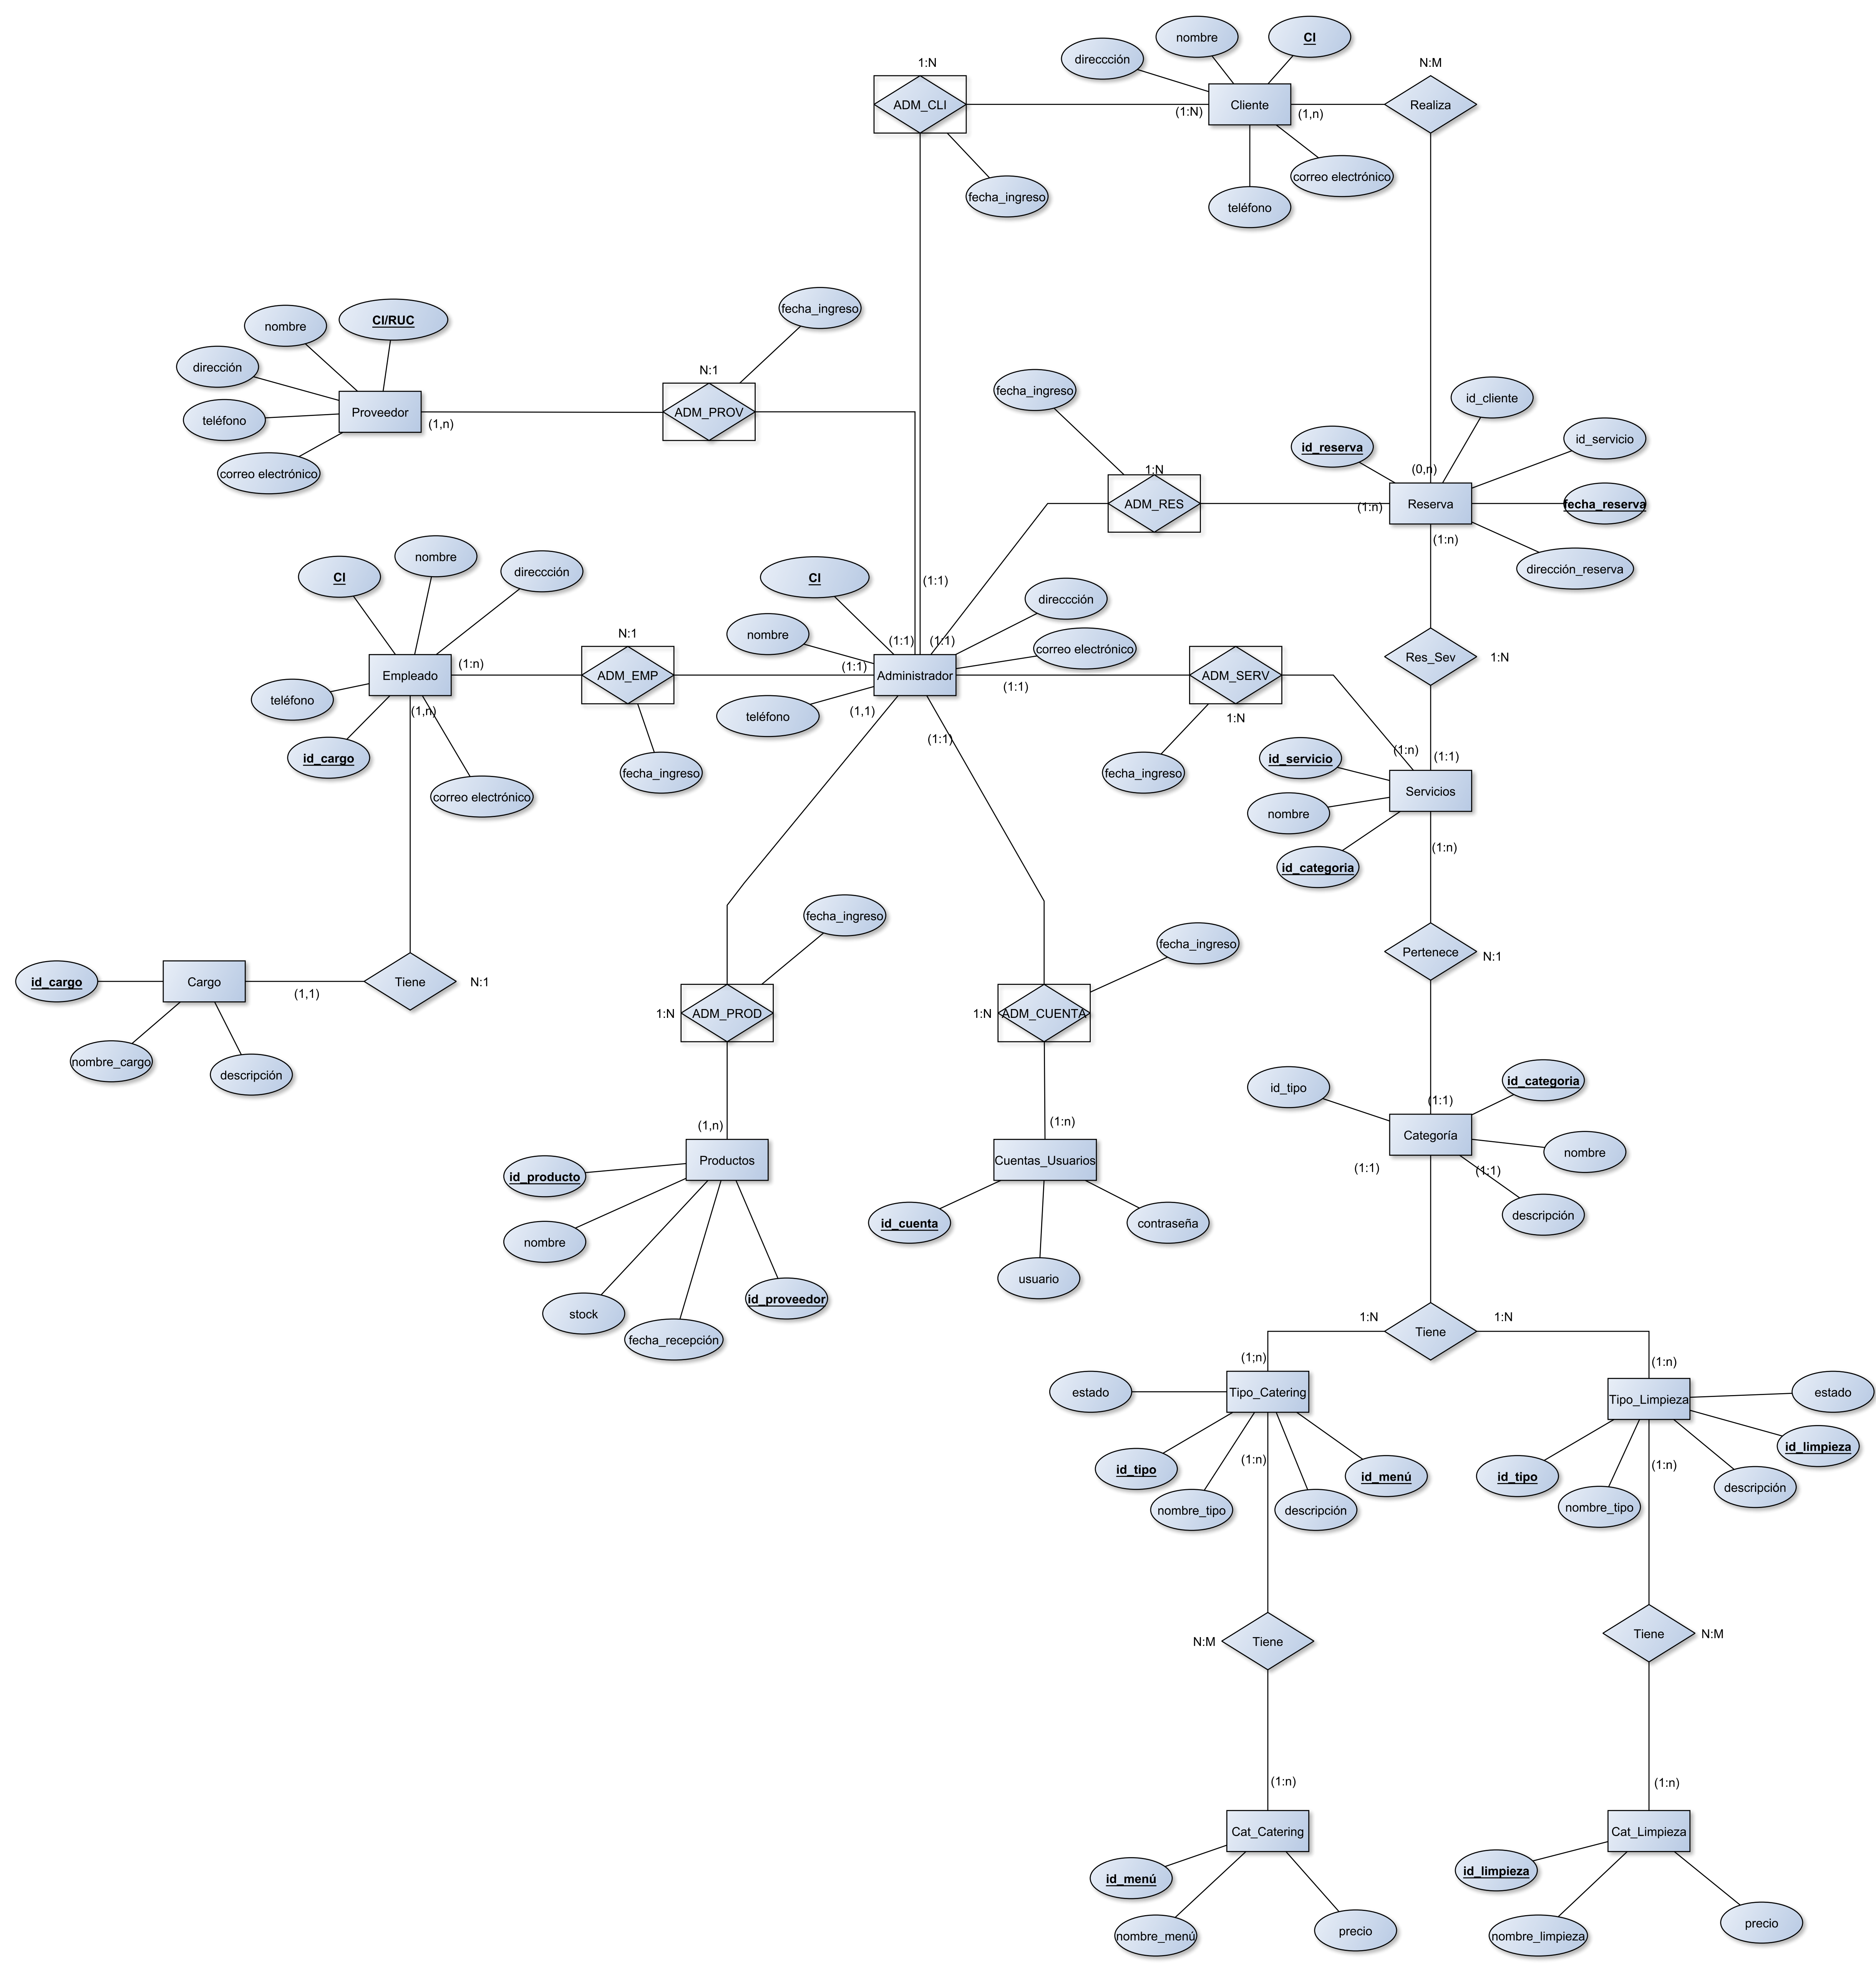 nombre
CI
direccción
1:N
N:M
ADM_CLI
Cliente
Realiza
(1:N)
(1,n)
correo electrónico
fecha_ingreso
teléfono
fecha_ingreso
nombre
CI/RUC
dirección
N:1
Proveedor
ADM_PROV
teléfono
(1,n)
correo electrónico
fecha_ingreso
id_cliente
id_servicio
id_reserva
(0,n)
1:N
ADM_RES
(1:n)
Reserva
fecha_reserva
(1:n)
dirección_reserva
nombre
CI
direccción
CI
(1:1)
direccción
N:1
nombre
(1:1)
(1:1)
correo electrónico
Res_Sev
1:N
(1:n)
(1:1)
Empleado
ADM_EMP
Administrador
ADM_SERV
(1:1)
teléfono
(1,n)
teléfono
(1,1)
1:N
(1:1)
id_cargo
fecha_ingreso
fecha_ingreso
(1:n)
(1:1)
id_servicio
correo electrónico
Servicios
nombre
(1:n)
id_categoria
fecha_ingreso
fecha_ingreso
Pertenece
N:1
id_cargo
Cargo
(1,1)
Tiene
N:1
1:N
ADM_PROD
1:N
ADM_CUENTA
nombre_cargo
descripción
id_tipo
id_categoria
(1:1)
(1,n)
(1:n)
Categoría
nombre
Productos
Cuentas_Usuarios
(1:1)
(1:1)
id_producto
descripción
id_cuenta
contraseña
nombre
usuario
id_proveedor
stock
fecha_recepción
1:N
1:N
Tiene
(1;n)
(1:n)
estado
Tipo_Catering
Tipo_Limpieza
estado
id_limpieza
(1:n)
(1:n)
id_tipo
id_menú
id_tipo
descripción
nombre_tipo
descripción
nombre_tipo
N:M
Tiene
Tiene
N:M
(1:n)
(1:n)
Cat_Catering
Cat_Limpieza
id_menú
id_limpieza
nombre_menú
precio
nombre_limpieza
precio